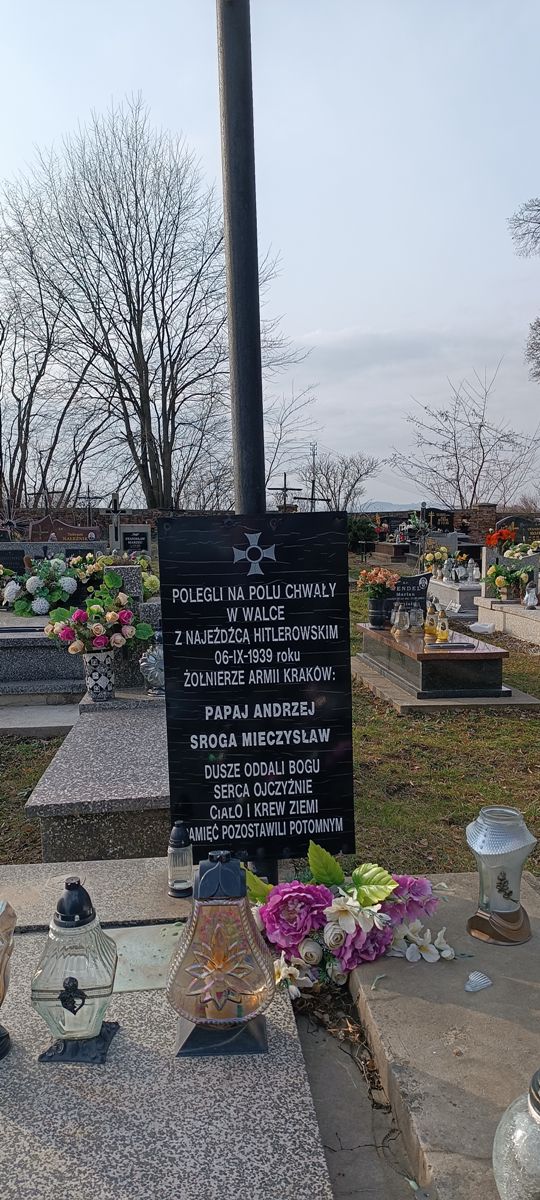 POLEGLI NA POLU CHWAŁY
W WALCE
Z NAJEŹDŹCĄ HITLEROWSKIM
06-IX-1939 roku
ŻOŁNIERZE ARMII KRAKÓW:
PAPAJ ANDRZEJ
SROGA MIECZYSŁAW
DUSZE ODDALI BOGU
SERCA OJCZYŹNIE
CIAŁO I KREW ZIEMI
PAMIĘĆ POZOSTAWILI POTOMNYM